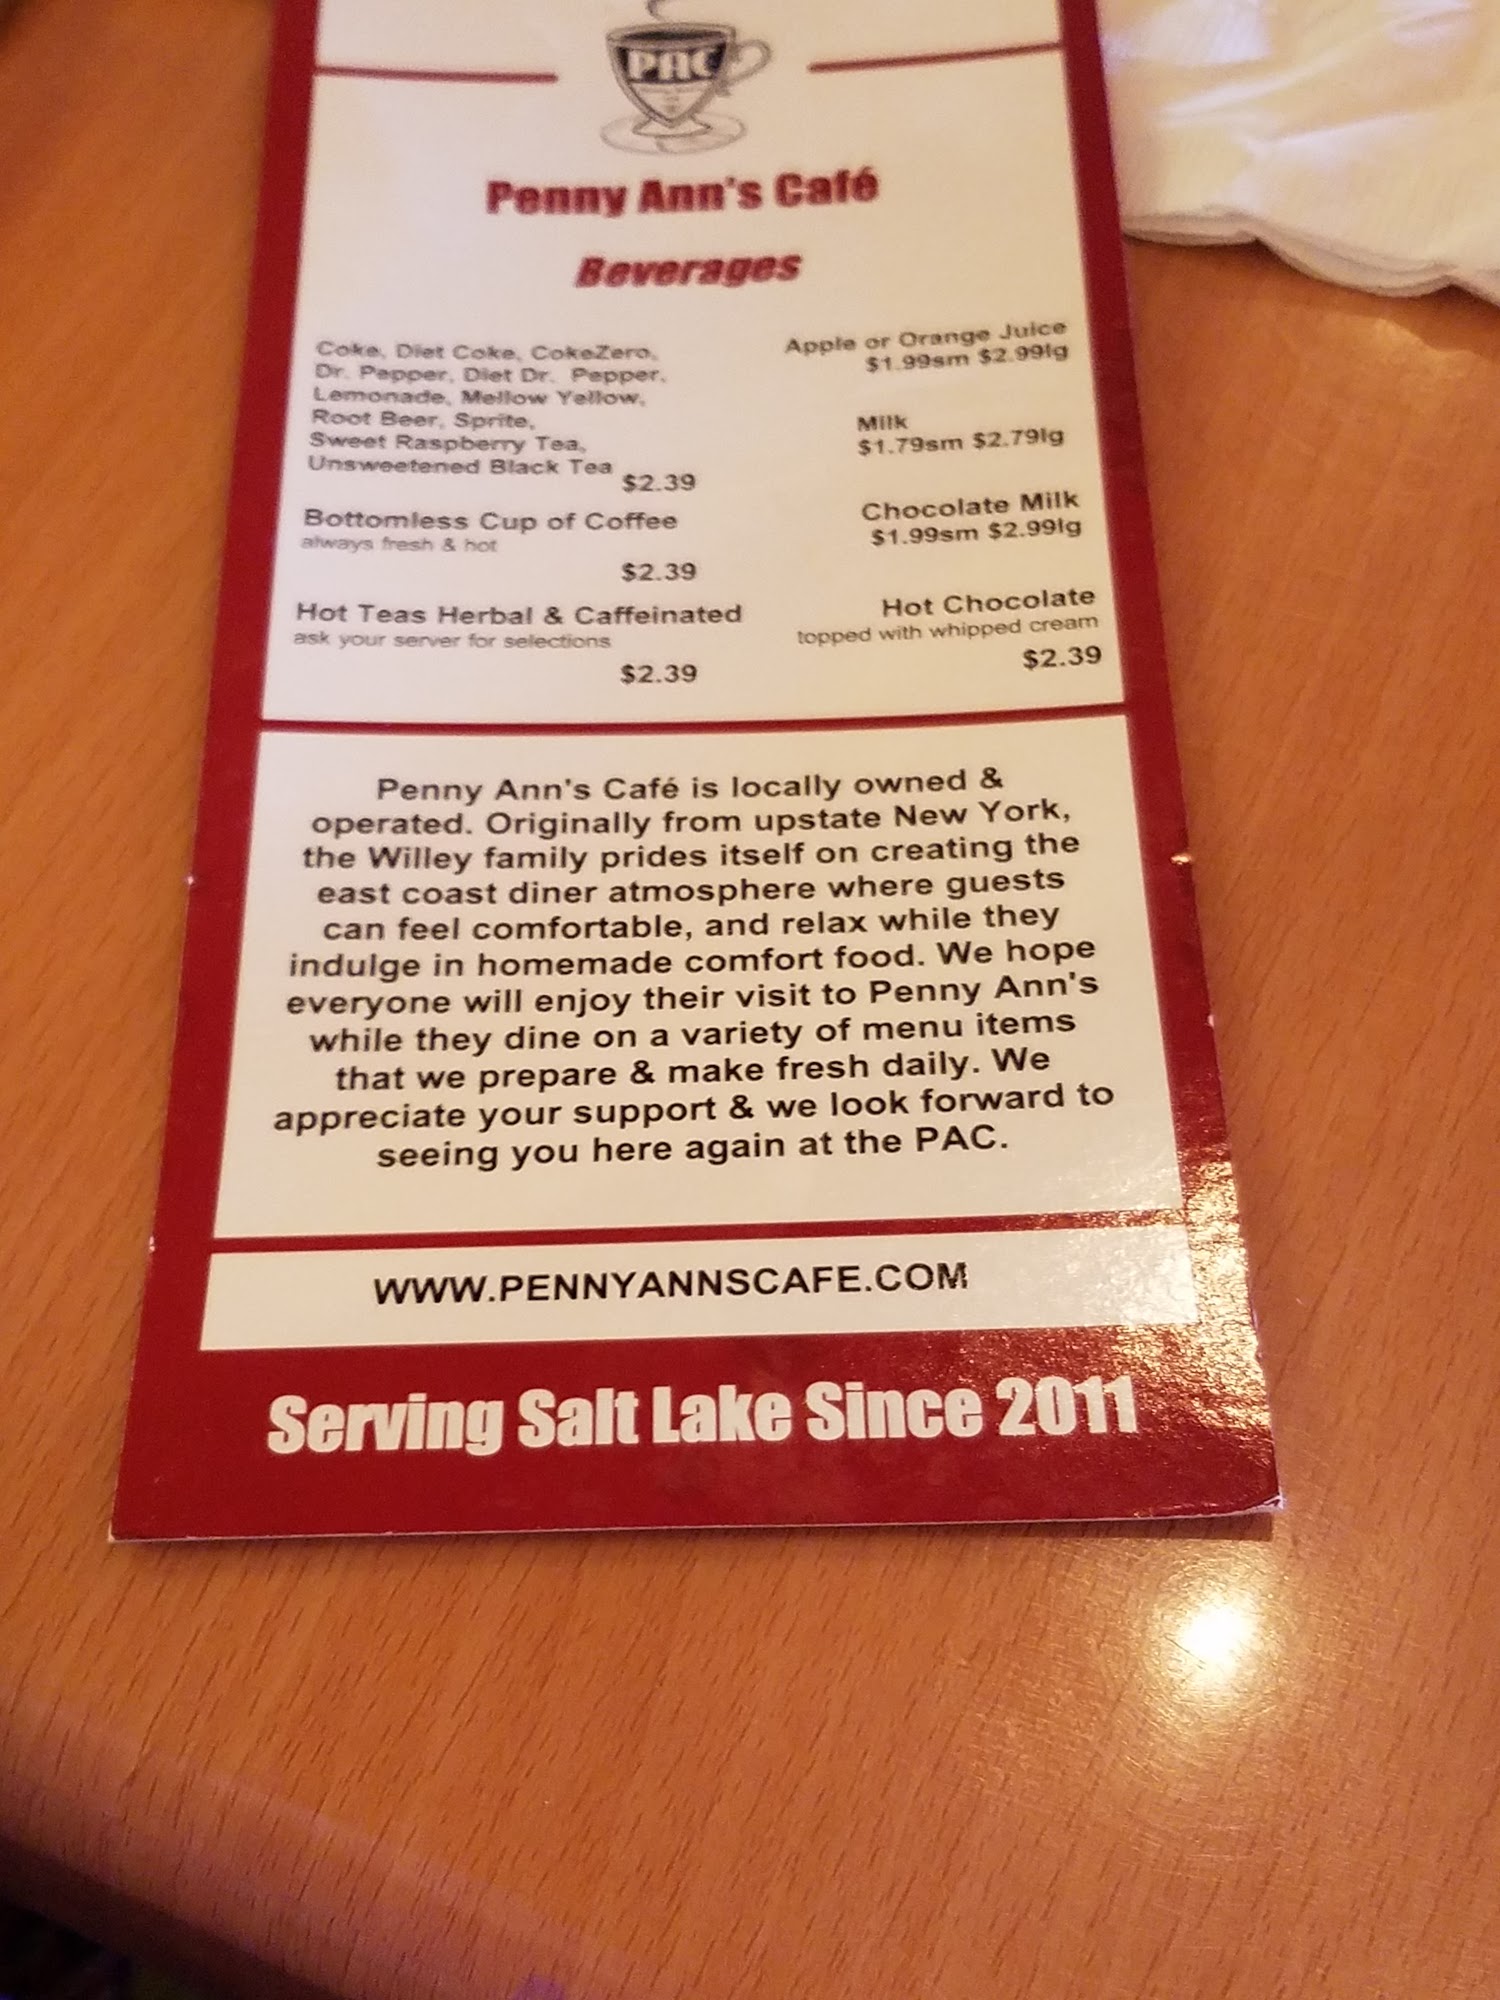 PAC
Penny Ann's Café
Beverages
Coke, Diet Coke, CokeZero,
Dr. Pepper, Diet Dr. Pepper,
Lemonade, Mellow Yellow,
Root Beer, Sprite,
Sweet Raspberry Tea,
Unsweetened Black Tea
$2.39
Bottomless Cup of Coffee
always fresh & hot
$2.39
Hot Teas Herbal & Caffeinated
ask your server for selections
$2.39
Apple or Orange Juice
$1.99sm $2.99lg
Milk
$1.79sm $2.79lg
Chocolate Milk
$1.99sm $2.99lg
Hot Chocolate
topped with whipped cream
$2.39
Penny Ann's Café is locally owned &
operated. Originally from upstate New York,
the Willey family prides itself on creating the
east coast diner atmosphere where guests
can feel comfortable, and relax while they
indulge in homemade comfort food. We hope
everyone will enjoy their visit to Penny Ann's
while they dine on a variety of menu items
that we prepare & make fresh daily. We
appreciate your support & we look forward to
seeing you here again at the PAC.
WWW.PENNYANNSCAFE.COM
Serving Salt Lake Since 2011